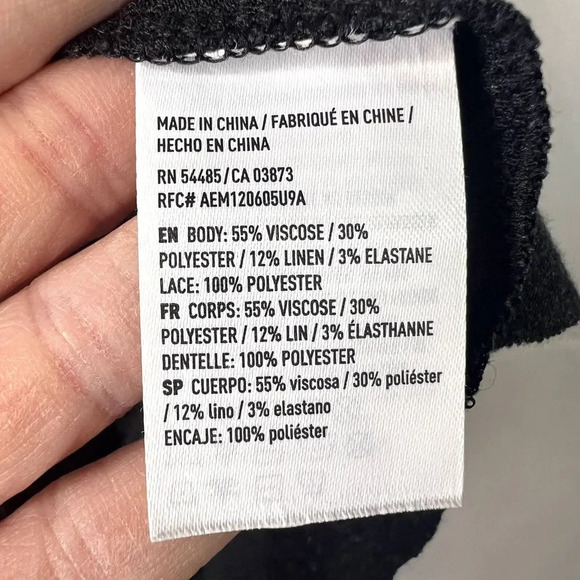 MADE IN CHINA / FABRIQUÉ EN CHINE /
HECHO EN CHINA
RN 54485 / CA 03873
RFC# AEM120605U9A
EN BODY: 55% VISCOSE / 30%
POLYESTER / 12% LINEN / 3% ELASTANE
LACE: 100% POLYESTER
FR CORPS: 55% VISCOSE / 30%
POLYESTER / 12% LIN / 3% ÉLASTHANNE
DENTELLE: 100% POLYESTER
SP CUERPO: 55% viscosa / 30% poliéster
/ 12% lino / 3% elastano
ENCAJE: 100% poliéster